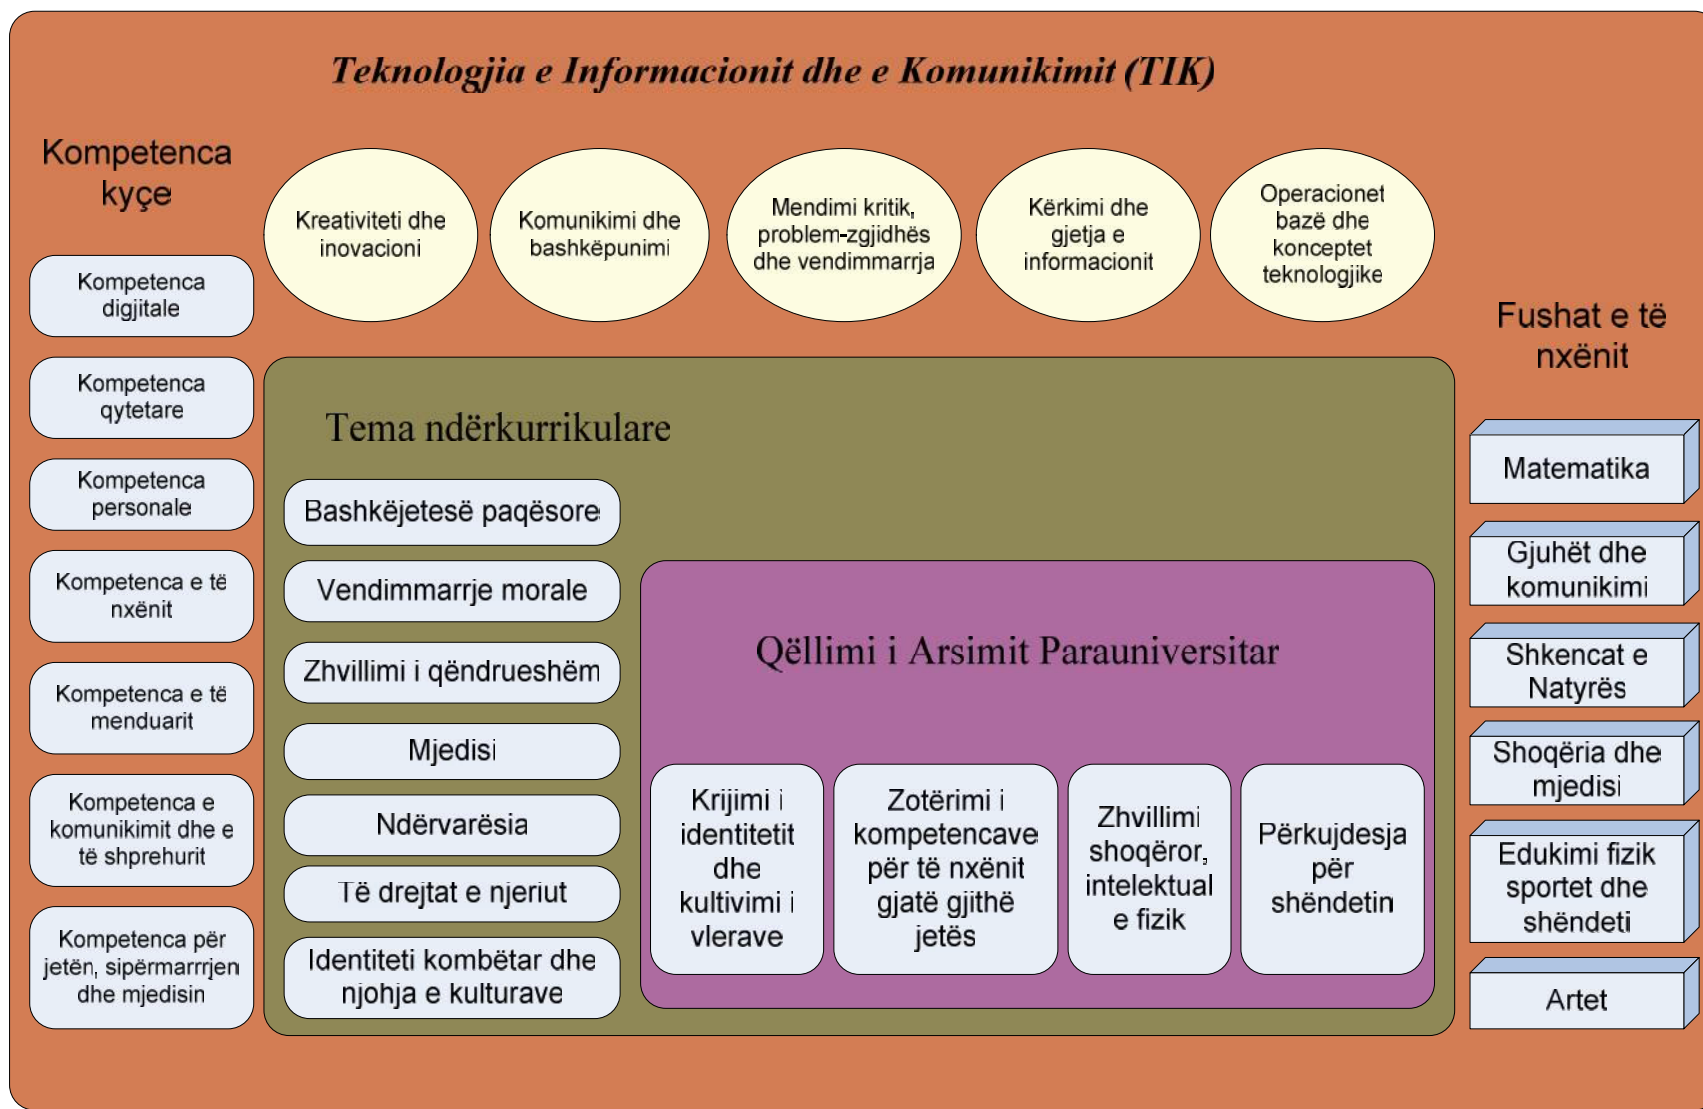 Teknologjia e Informacionit dhe e Komunikimit (TIK)
Kompetenca
kyçe
Kreativiteti dhe
inovacioni
Komunikimi dhe
bashkëpunimi
Mendimi kritik,
problem-zgjidhës
dhe vendimmarrja
Kërkimi dhe
gjetja e
informacionit
Operacionet
bazë dhe
konceptet
teknologjike
Kompetenca
digjitale
Kompetenca
qytetare
Kompetenca
personale
Kompetenca e të
nxënit
Kompetenca e të
menduarit
Kompetenca e
komunikimit dhe e
të shprehurit
Kompetenca për
jetën, sipërmarrrjen
dhe mjedisin
Tema ndërkurrikulare
Bashkëjetesë paqësore
Vendimmarrje morale
Zhvillimi i qëndrueshëm
Mjedisi
Ndërvarësia
Të drejtat e njeriut
Identiteti kombëtar dhe
njohja e kulturave
Qëllimi i Arsimit Parauniversitar
Krijimi i
identitetit
dhe
kultivimi i
vlerave
Zotërimi i
kompetencave
për të nxënit
gjatë gjithë
jetës
Zhvillimi
shoqëror,
intelektual
e fizik
Përkujdesja
për
shëndetin
Fushat e të
nxënit
Matematika
Gjuhët dhe
komunikimi
Shkencat e
Natyrës
Shoqëria dhe
mjedisi
Edukimi fizik
sportet dhe
shëndeti
Artet